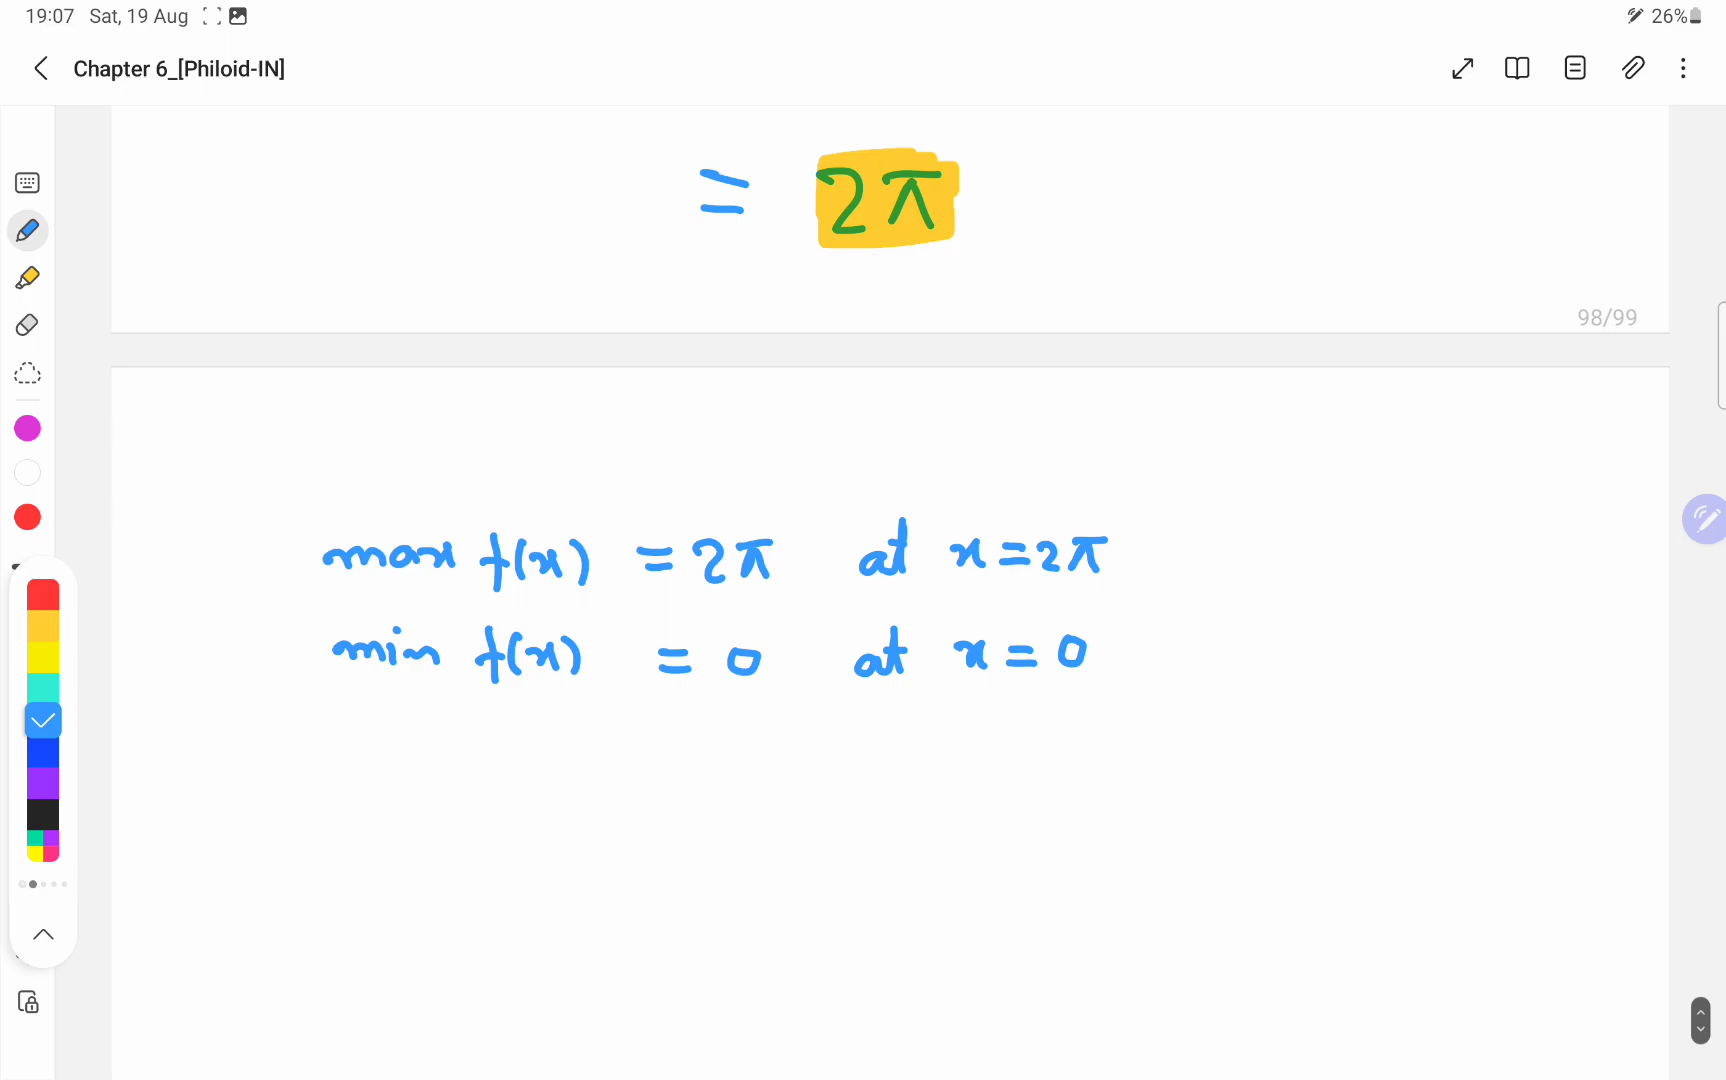 19:07 Sat, 19 Aug 26%
Chapter 6_[Philoid-IN]
= 2π
98/99
max f(x) = 2π at x = 2π
min f(x) = 0 at x = 0